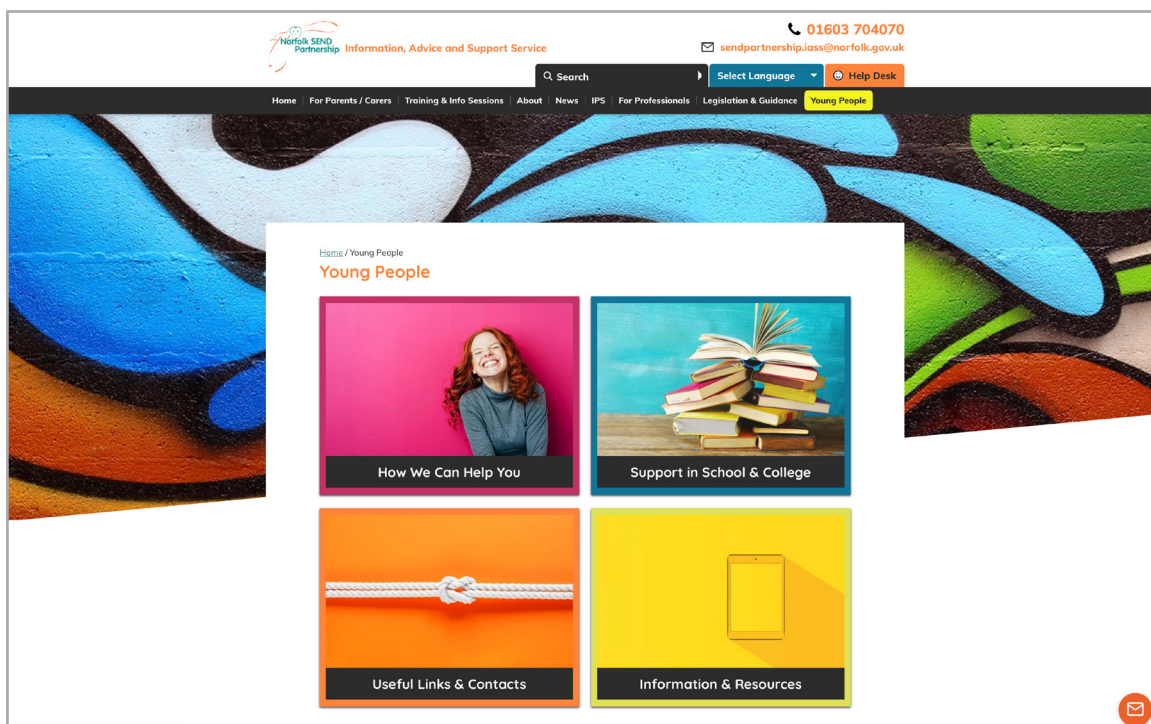 01603 704070
Norfolk SEND
Partnership
Information, Advice and Support Service
sendpartnership.iass@norfolk.gov.uk
Search
Select Language
Help Desk
Home
For Parents / Carers
Training & Info Sessions
About
News
IPS
For Professionals
Legislation & Guidance
Young People
Home / Young People
Young People
How We Can Help You
Support in School & College
Useful Links & Contacts
Information & Resources